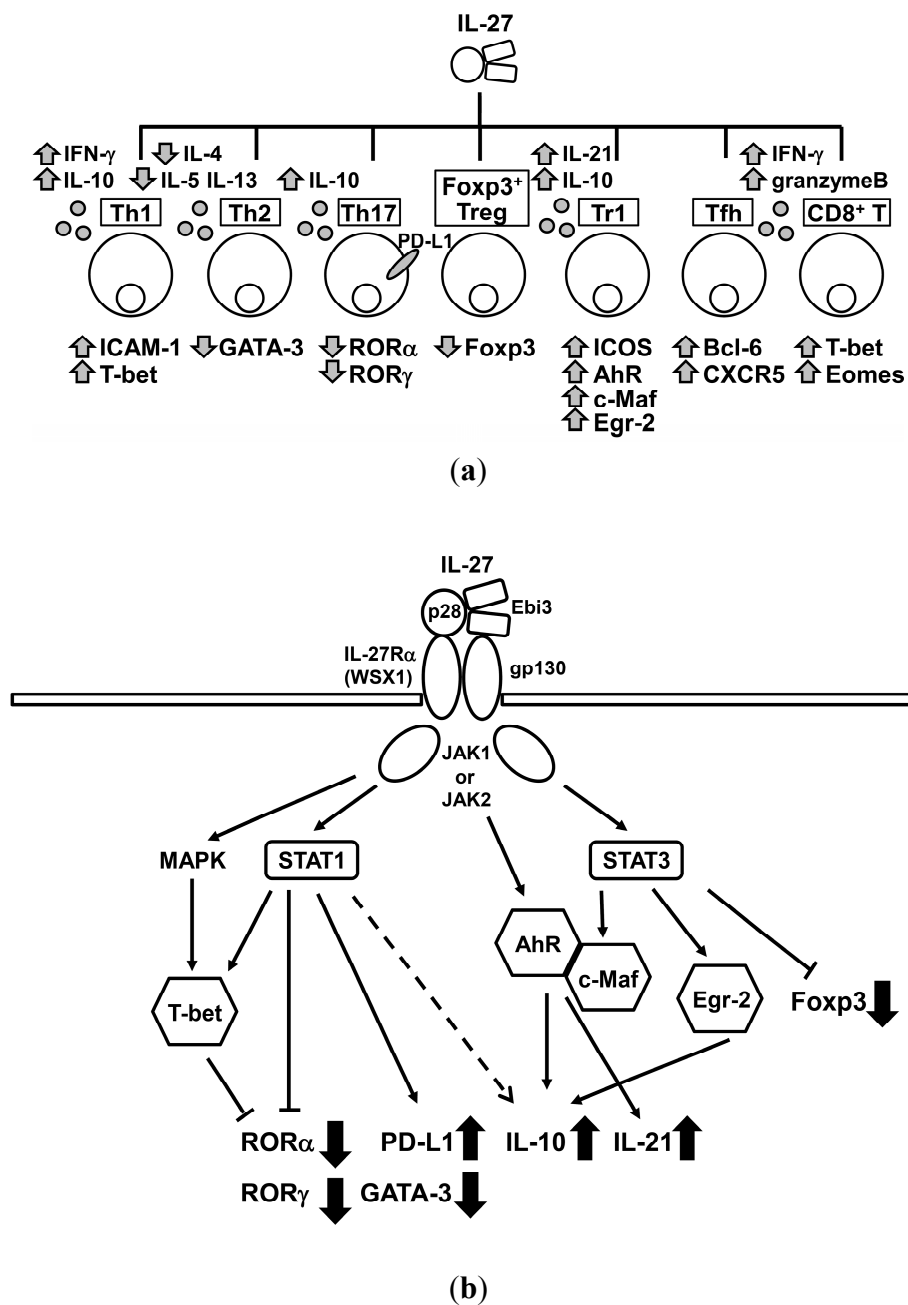 IL-27
IFN-γ
IL-10
IL-4
IL-5 IL-13
IL-10
IL-21
IL-10
IFN-γ
granzymeB
Th1
Th2
Th17
Foxp3⁺
Treg
Tr1
Tfh
CD8⁺ T
PD-L1
ICAM-1
T-bet
GATA-3
RORα
RORγ
Foxp3
ICOS
AhR
c-Maf
Egr-2
Bcl-6
CXCR5
T-bet
Eomes
(a)
IL-27
p28
Ebi3
IL-27Rα
(WSX1)
gp130
JAK1
or
JAK2
MAPK
STAT1
STAT3
AhR
c-Maf
T-bet
Egr-2
Foxp3
RORα
PD-L1
IL-10
IL-21
RORγ
GATA-3
(b)